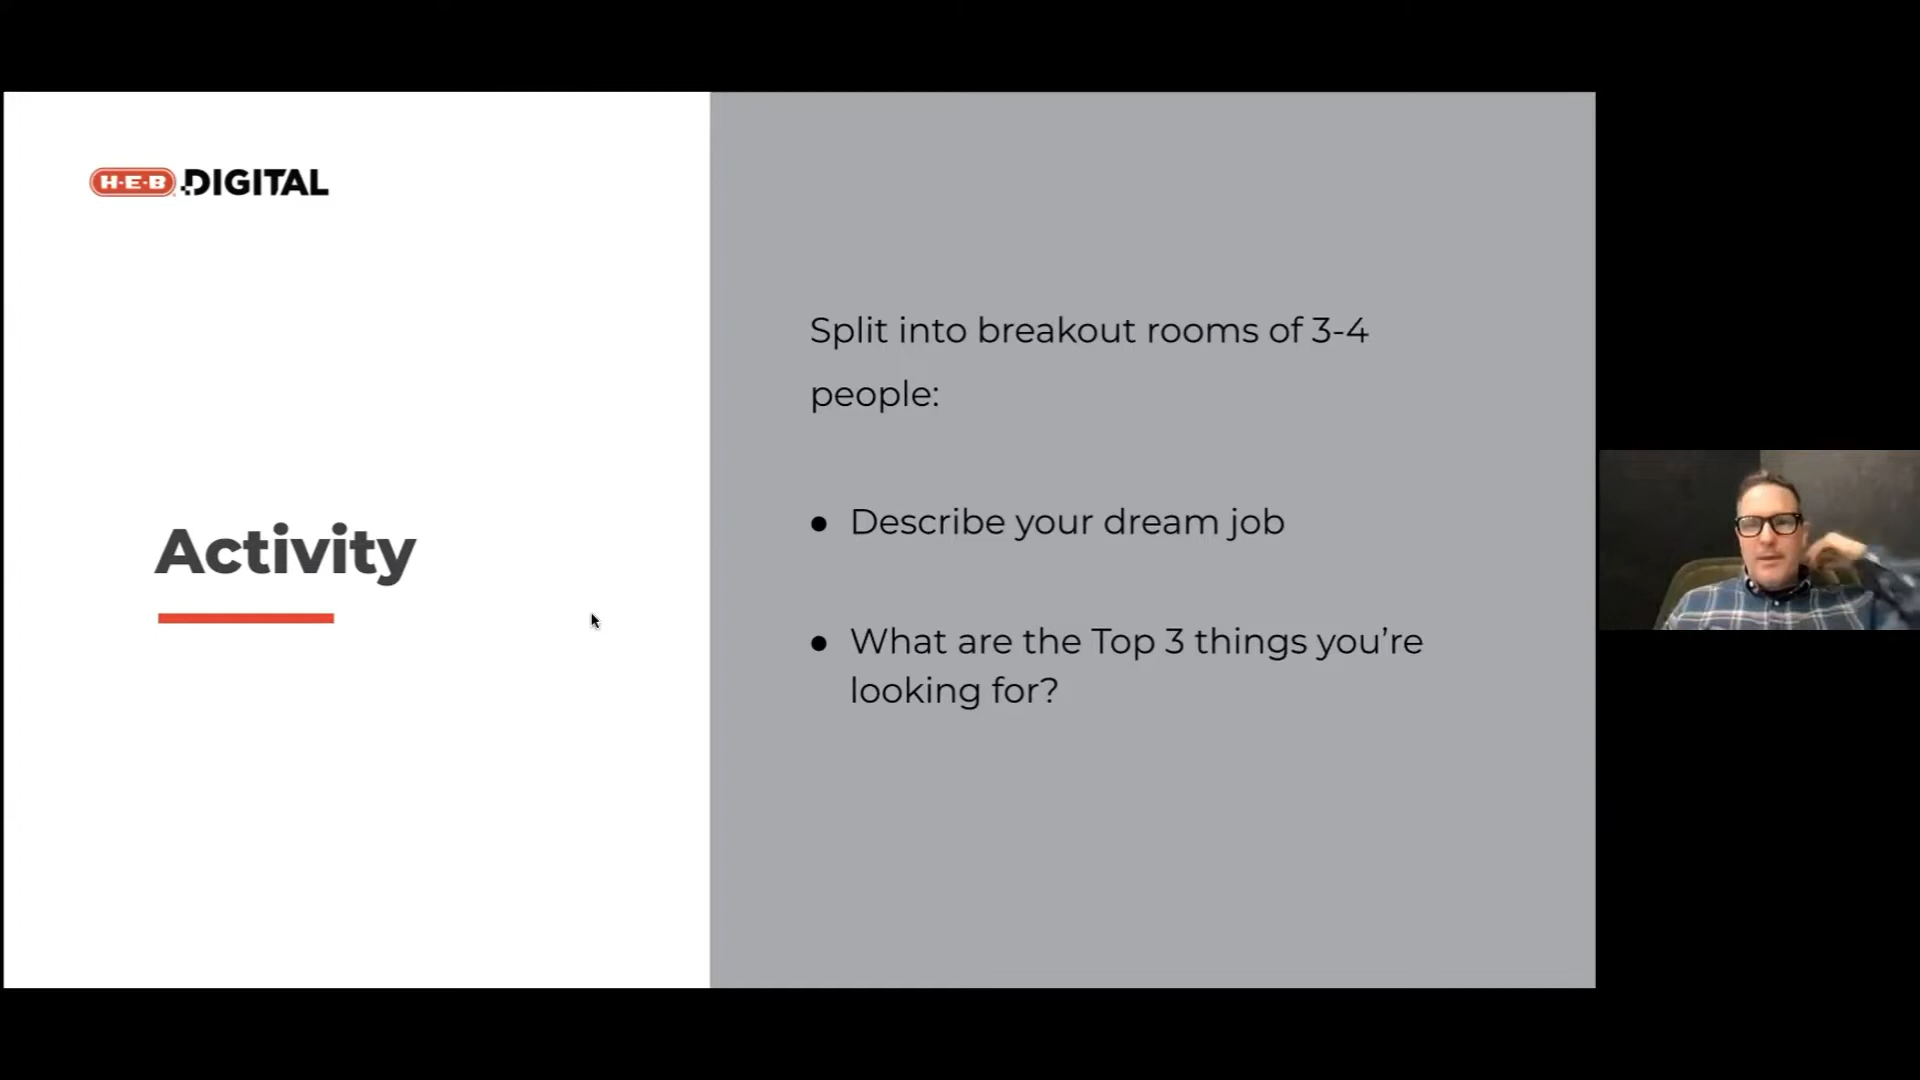 H-E-B DIGITAL
Activity
Split into breakout rooms of 3-4
people:
● Describe your dream job
● What are the Top 3 things you’re
looking for?